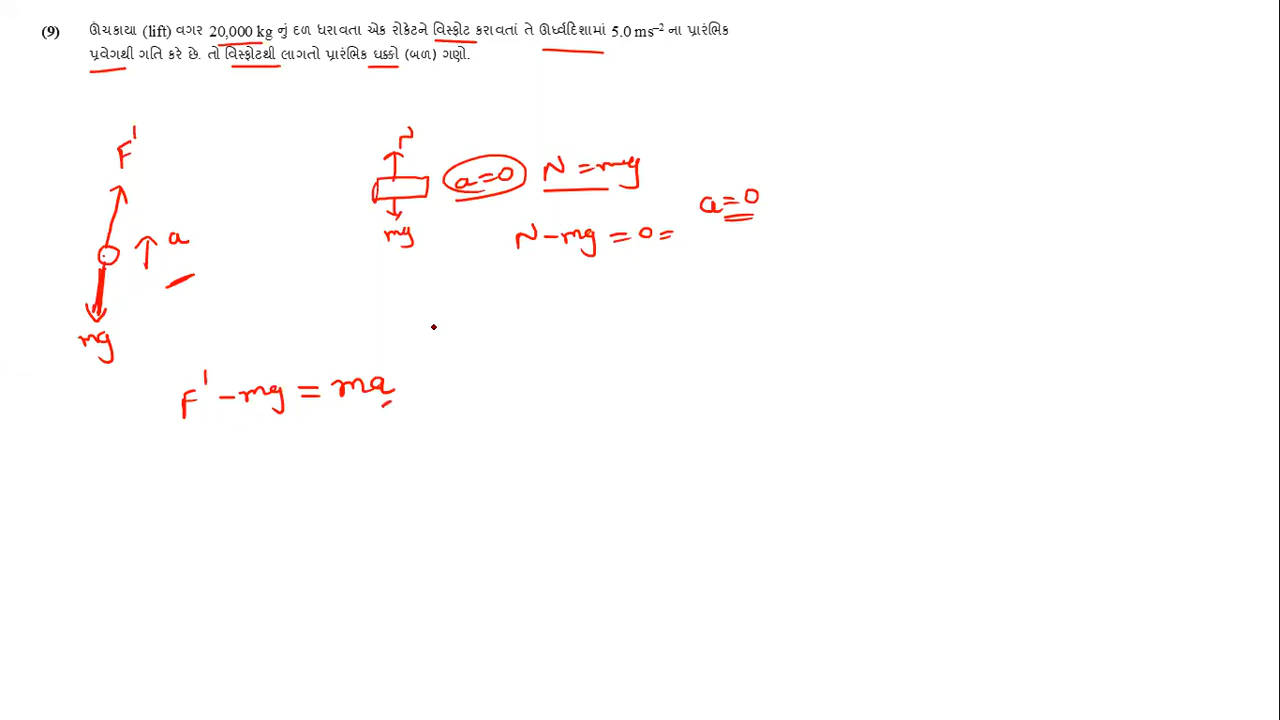 (9) ઊચકાયા (lift) વગર 20,000 kg નું દળ ધરાવતા એક રોકેટને વિસ્ફોટ કરાવતાં તે ઊર્ધ્વદિશામાં 5.0 ms⁻² ના પ્રારંભિક
પ્રવેગથી ગતિ કરે છે. તો વિસ્ફોટથી લાગતો પ્રારંભિક ધક્કો (બળ) ગણો.
F'
a
mg
N
mg
a=0
N = mg
a=0
N - mg = 0 =
F' - mg = ma